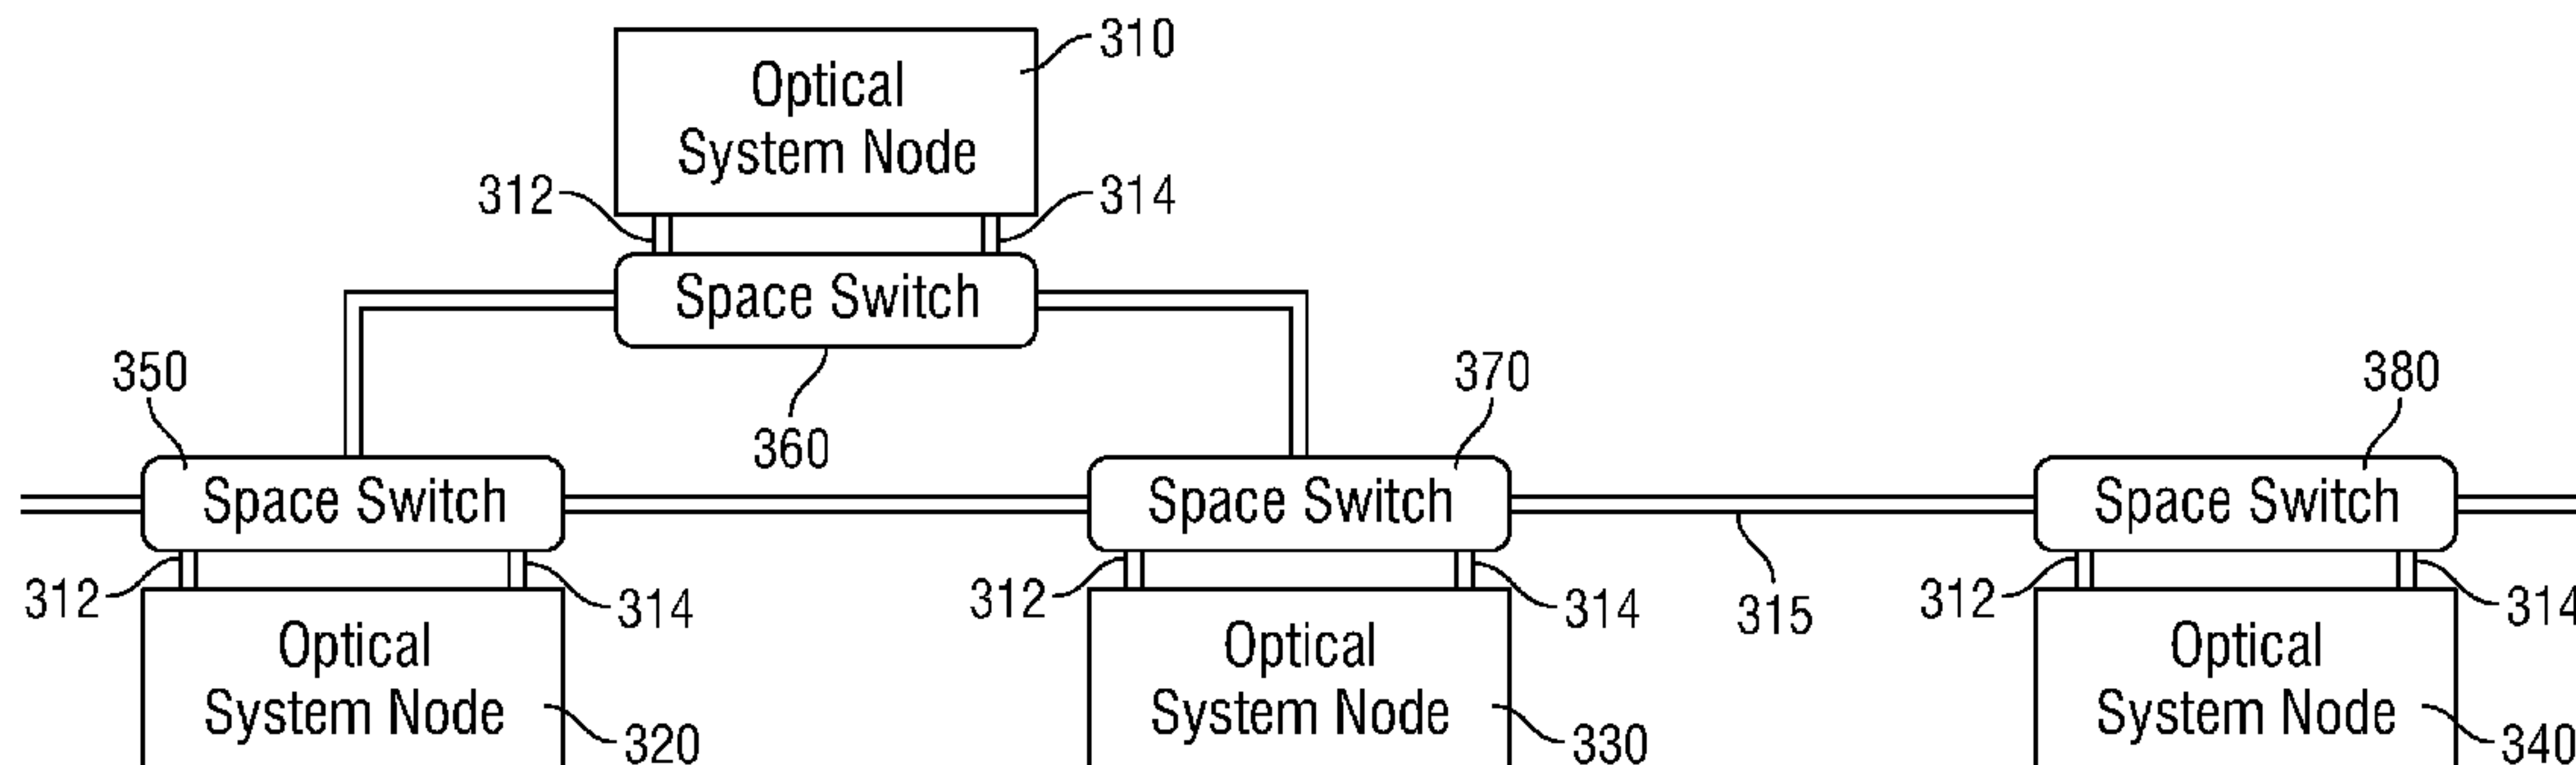 310
Optical
System Node
312
314
Space Switch
360
350
370
380
Space Switch
Space Switch
Space Switch
312
314
312
314
315
312
314
Optical
System Node
320
Optical
System Node
330
Optical
System Node
340